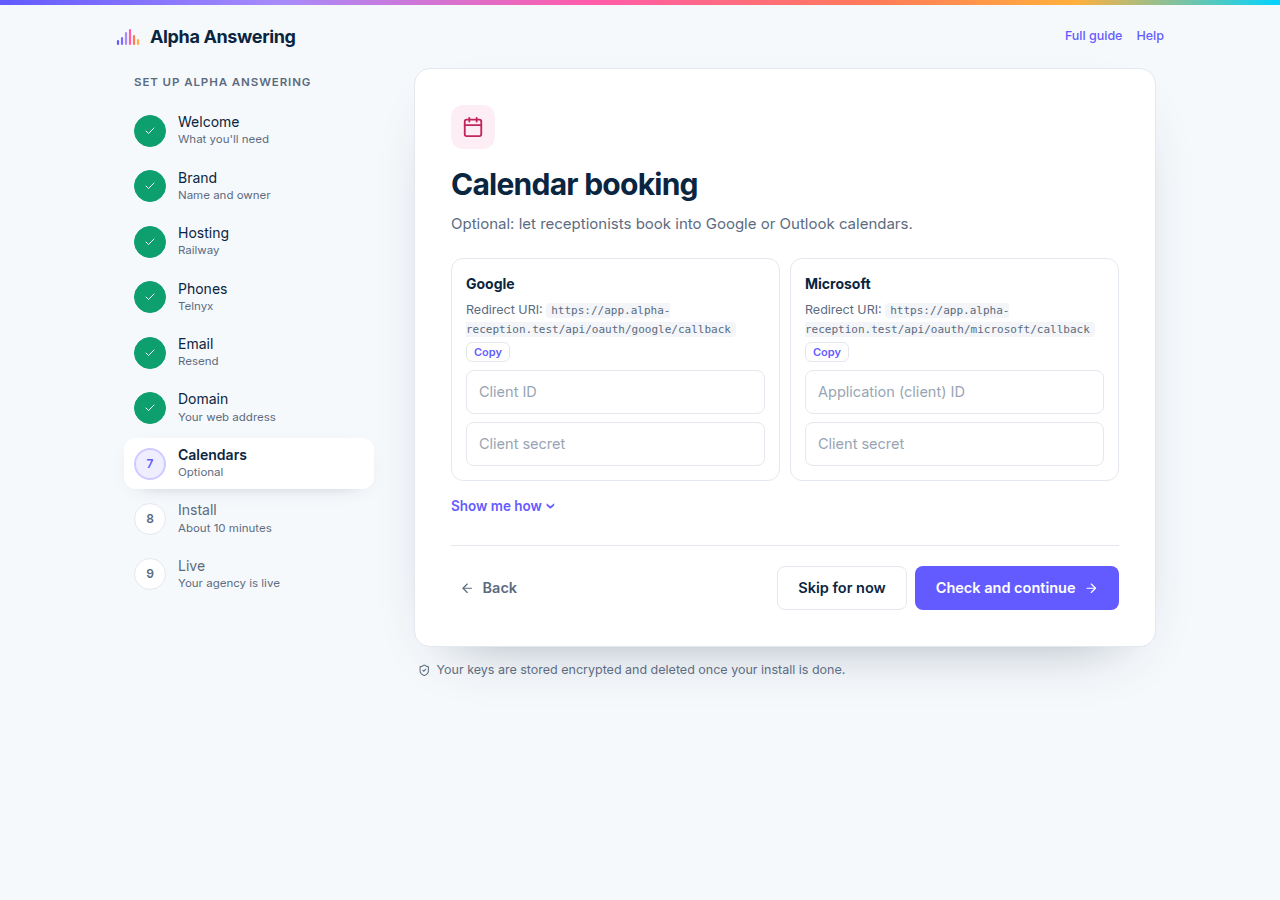 Alpha Answering
Full guide Help
SET UP ALPHA ANSWERING
Welcome
What you'll need
Brand
Name and owner
Hosting
Railway
Phones
Telnyx
Email
Resend
Domain
Your web address
7
Calendars
Optional
8
Install
About 10 minutes
9
Live
Your agency is live
Calendar booking
Optional: let receptionists book into Google or Outlook calendars.
Google
Redirect URI: https://app.alpha-
reception.test/api/oauth/google/callback
Copy
Client ID
Client secret
Microsoft
Redirect URI: https://app.alpha-
reception.test/api/oauth/microsoft/callback
Copy
Application (client) ID
Client secret
Show me how
Back
Skip for now
Check and continue
Your keys are stored encrypted and deleted once your install is done.